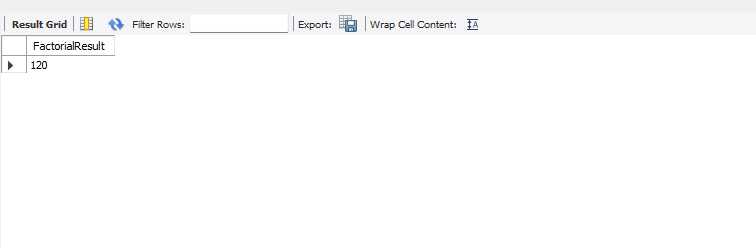 Result Grid Filter Rows: Export: Wrap Cell Content:
FactorialResult
120